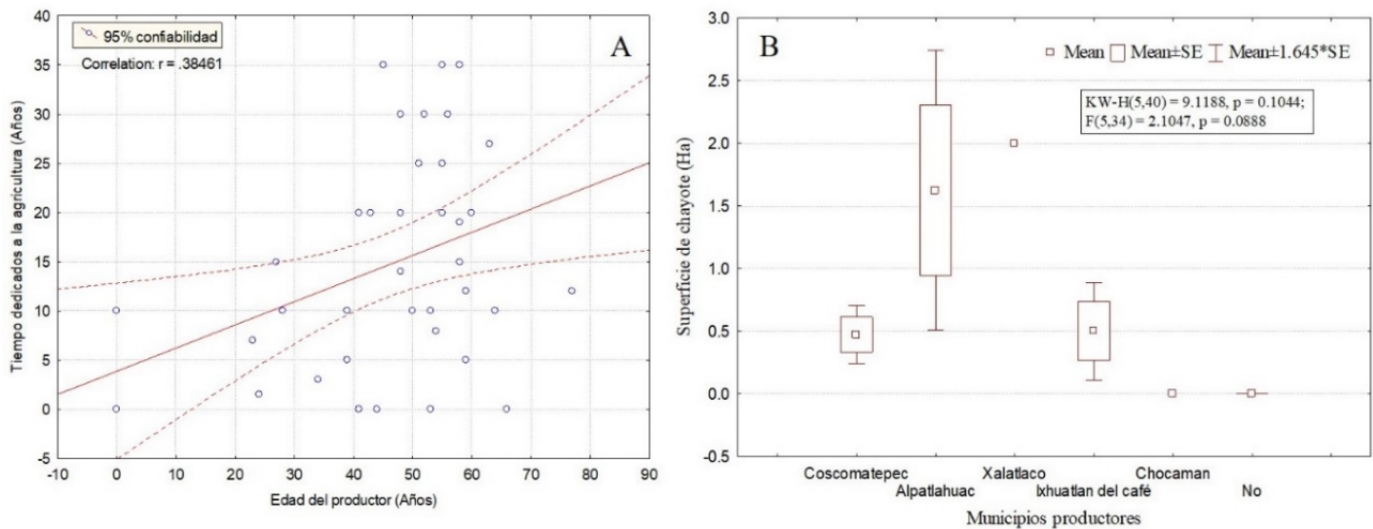 95% confiabilidad
Correlation: r = .38461
A
Tiempo dedicados a la agricultura (Años)
40
35
30
25
20
15
10
5
0
-5
-10 0 10 20 30 40 50 60 70 80 90
Edad del productor (Años)
B
Mean Mean±SE Mean±1.645*SE
KW-H(5,40) = 9.1188, p = 0.1044;
F(5,34) = 2.1047, p = 0.0888
Superficie de chayote (Ha)
3.0
2.5
2.0
1.5
1.0
0.5
0.0
-0.5
Coscomatepec Xalatlaco Chocaman
Alpatlahuac Ixhuatlan del café No
Municipios productores